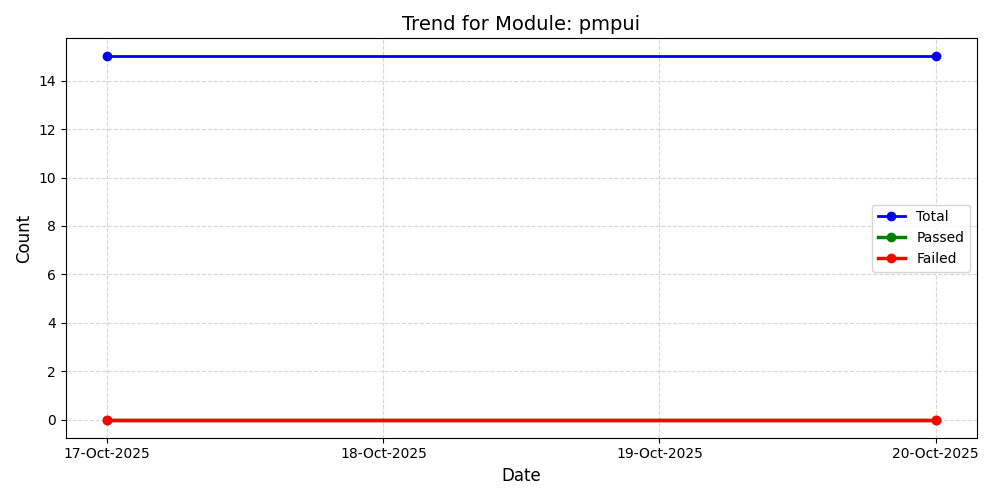 Trend for Module: pmpui
Count
14
12
10
8
6
4
2
0
Total
Passed
Failed
17-Oct-2025
18-Oct-2025
19-Oct-2025
20-Oct-2025
Date